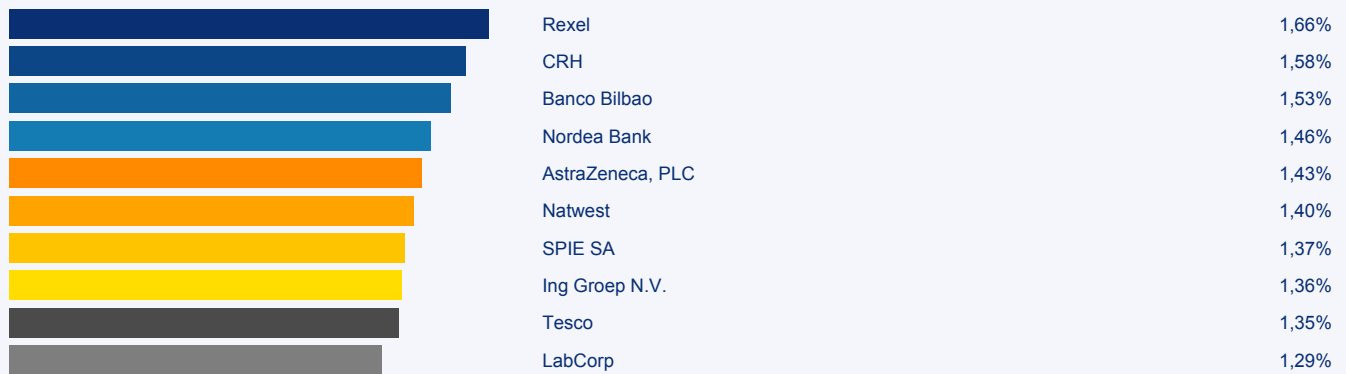 Rexel 1,66%
CRH 1,58%
Banco Bilbao 1,53%
Nordea Bank 1,46%
AstraZeneca, PLC 1,43%
Natwest 1,40%
SPIE SA 1,37%
Ing Groep N.V. 1,36%
Tesco 1,35%
LabCorp 1,29%